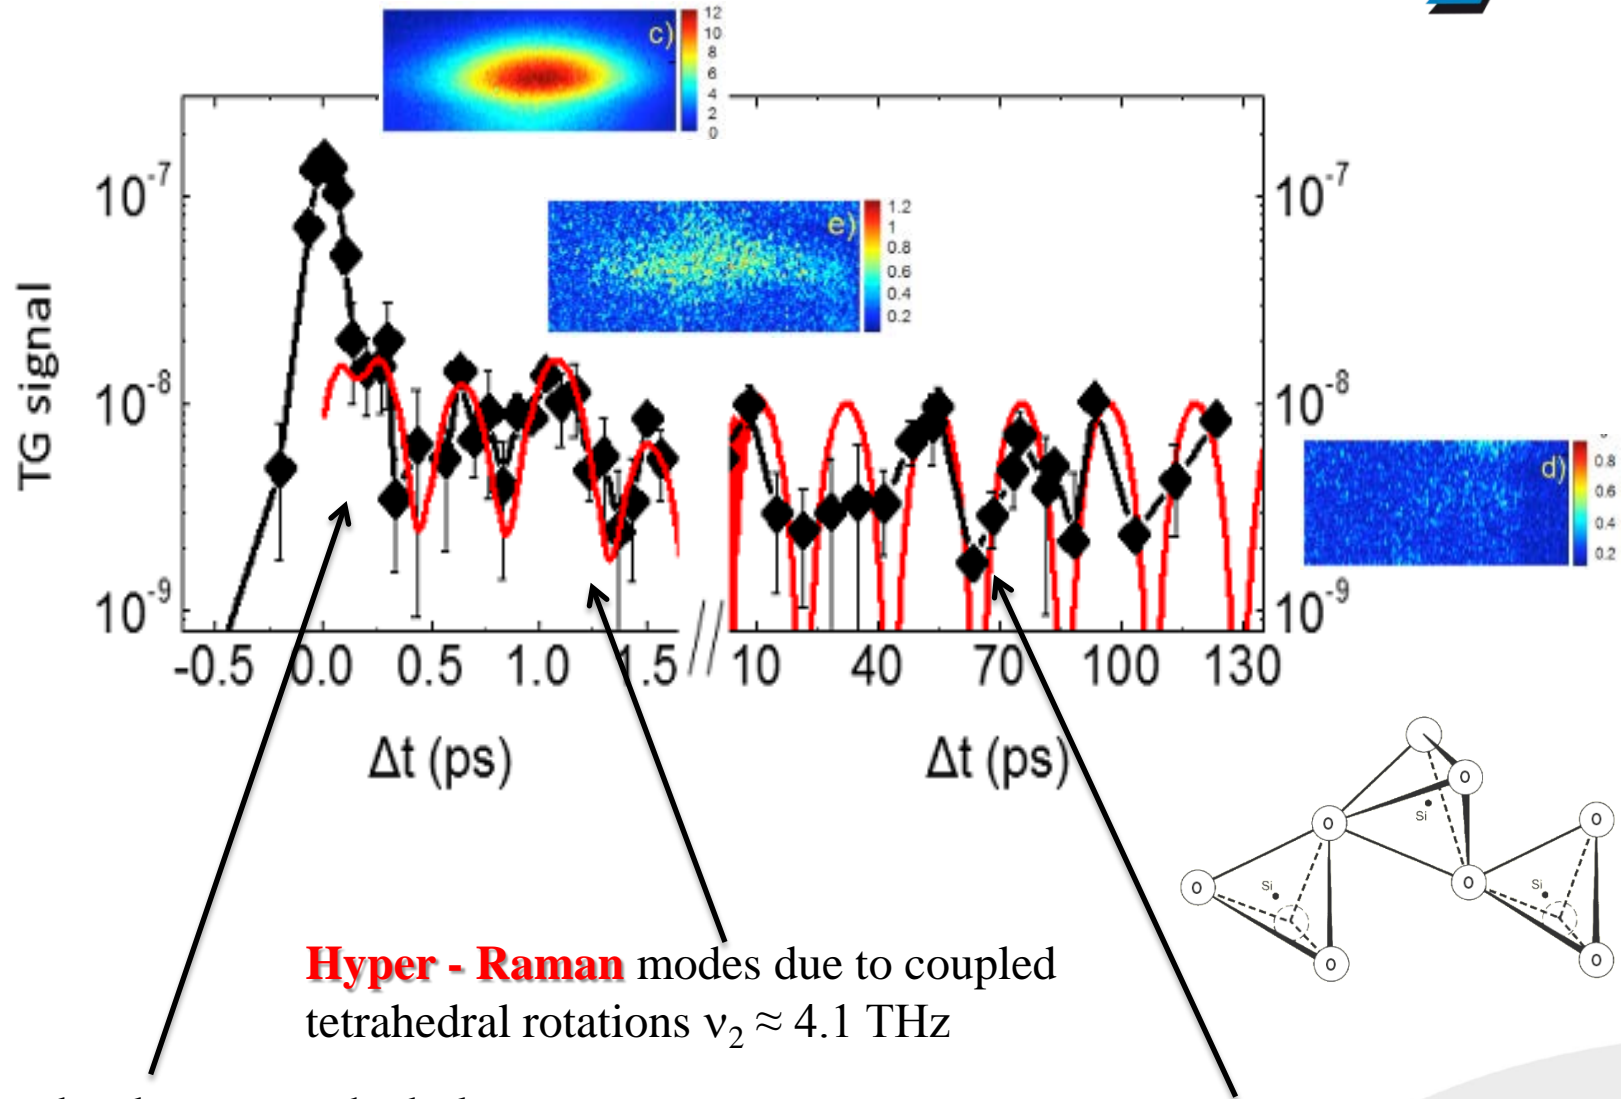 c)
12
10
8
6
4
2
0
10⁻⁷
10⁻⁸
10⁻⁹
TG signal
e)
1.2
1
0.8
0.6
0.4
0.2
10⁻⁷
10⁻⁸
10⁻⁹
d)
0.8
0.6
0.4
0.2
-0.5 0.0 0.5 1.0 1.5 // 10 40 70 100 130
Δt (ps) Δt (ps)
O
Si
O
O
O
Si
O
Si
O
O
O
Hyper - Raman modes due to coupled
tetrahedral rotations ν₂ ≈ 4.1 THz